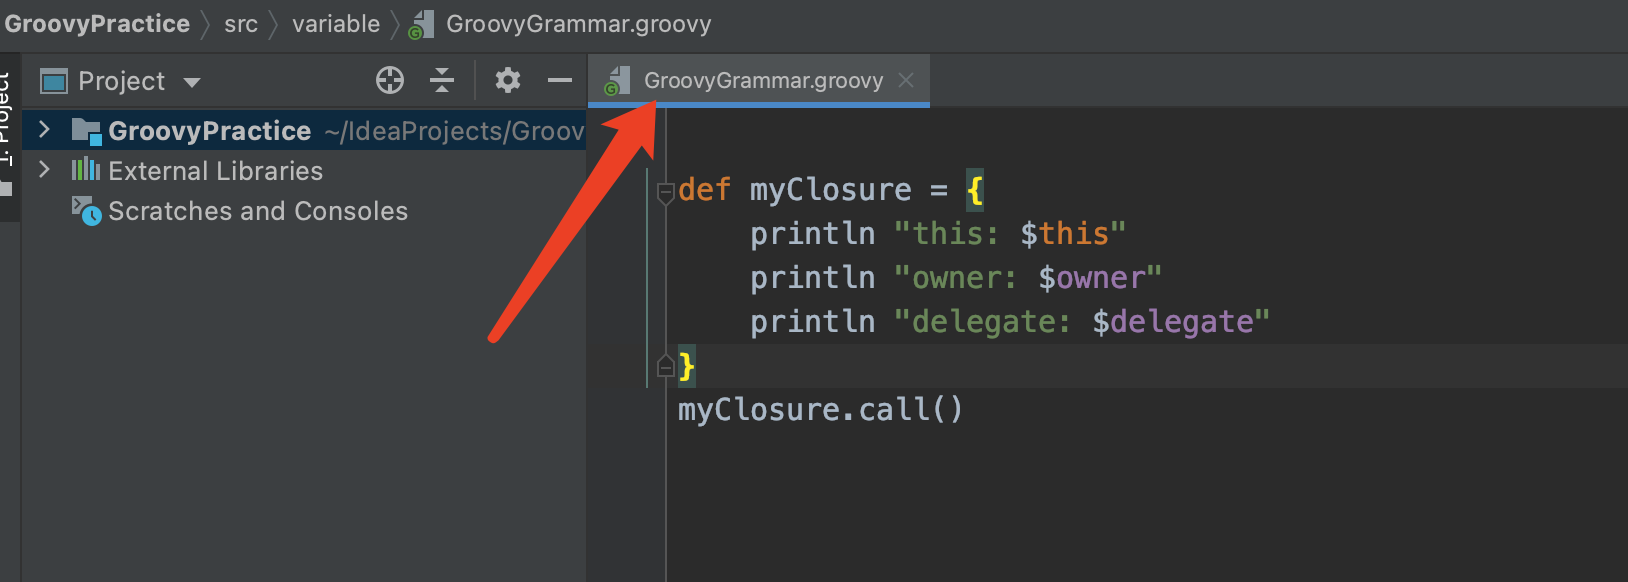 GroovyPractice src variable GroovyGrammar.groovy
1: Project
Project
GroovyGrammar.groovy
GroovyPractice ~/IdeaProjects/Groov
External Libraries
Scratches and Consoles
def myClosure = {
println "this: $this"
println "owner: $owner"
println "delegate: $delegate"
}
myClosure.call()